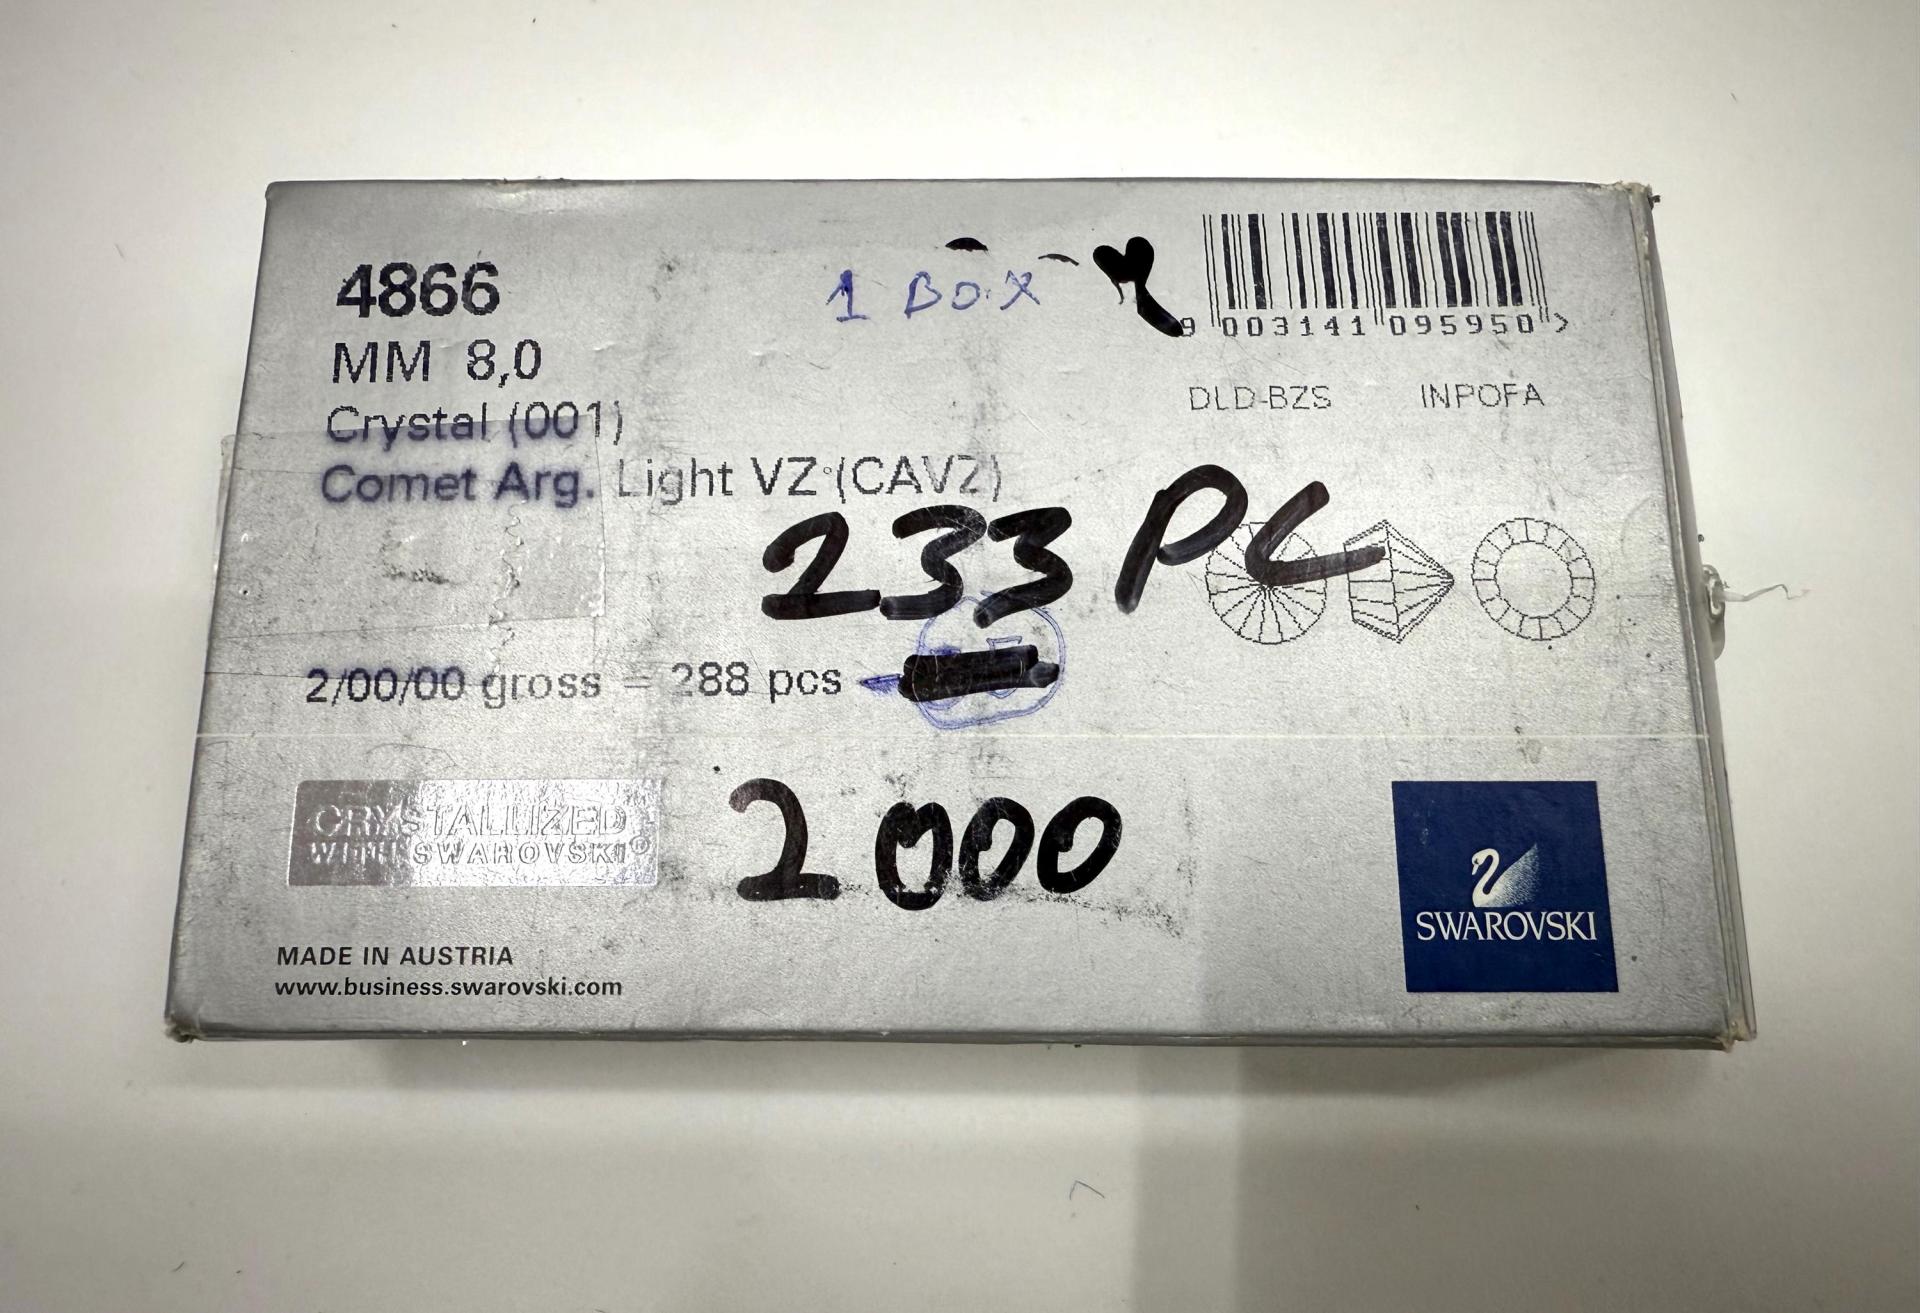 4866
1 BOX
9 003141 095950 >
MM 8,0
DLD-BZS INPOFA
Crystal (001)
Comet Arg. Light VZ (CAVZ)
233 PC
2/00/00 gross = 288 pcs
2000
CRYSTALLIZED
WITH SWAROVSKI®
SWAROVSKI
MADE IN AUSTRIA
www.business.swarovski.com